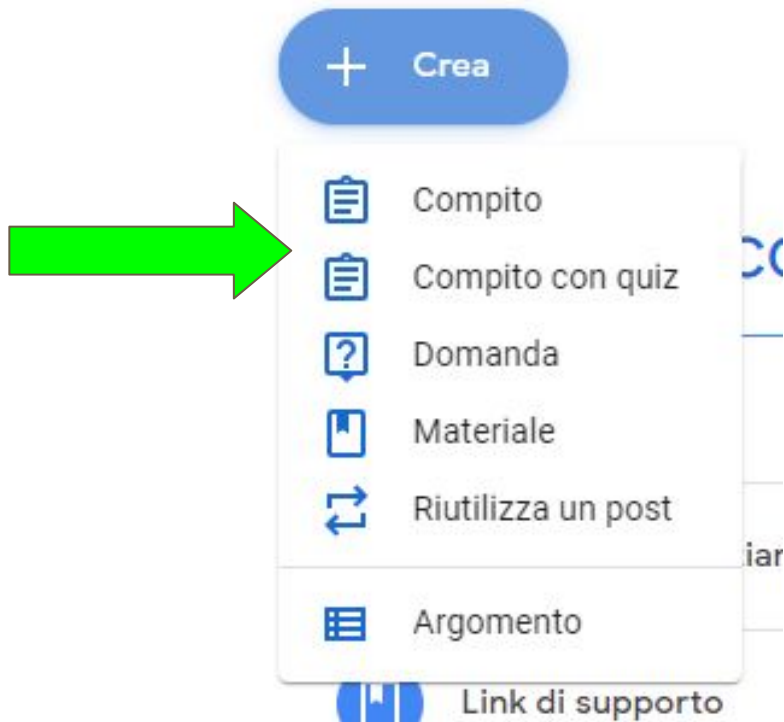 Crea
Compito
Compito con quiz
Domanda
Materiale
Riutilizza un post
Argomento
Link di supporto